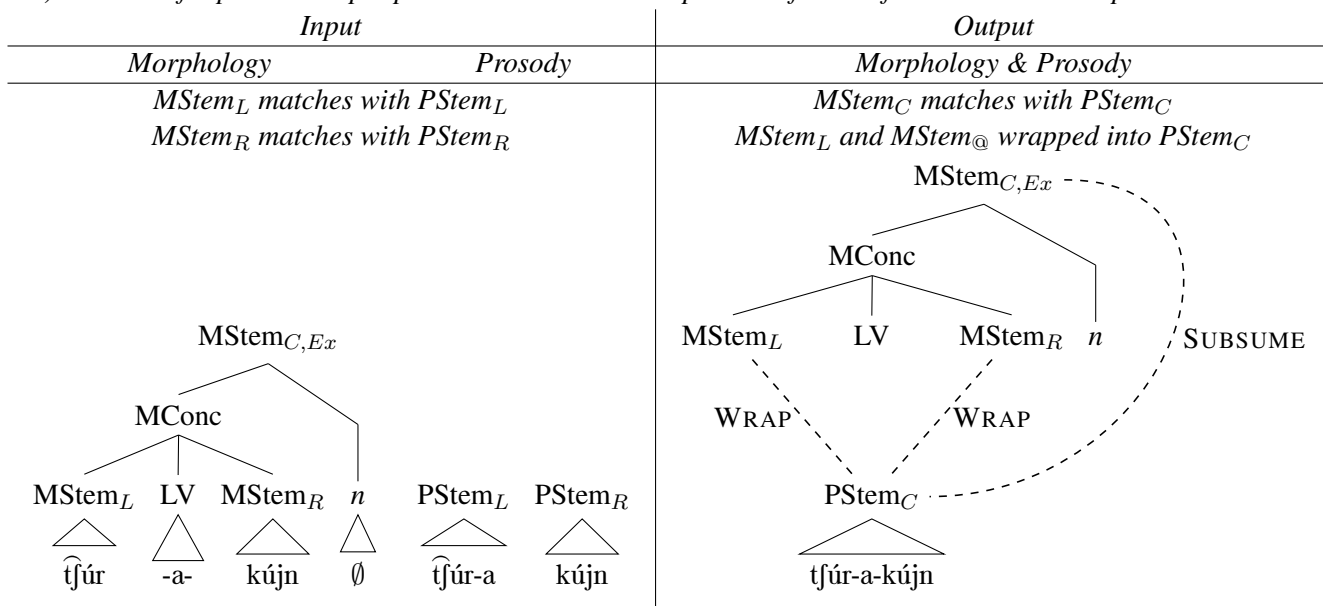 Input Output
Morphology Prosody Morphology & Prosody
MStem_L matches with PStem_L MStem_C matches with PStem_C
MStem_R matches with PStem_R MStem_L and MStem_@ wrapped into PStem_C
MStem_{C,Ex}
MConc
MStem_L LV MStem_R n SUBSUME
MStem_{C,Ex}
WRAP WRAP
MConc
MStem_L LV MStem_R n PStem_L PStem_R PStem_C
t͡ʃúr -a- kújn ∅ t͡ʃúr-a kújn tʃúr-a-kújn